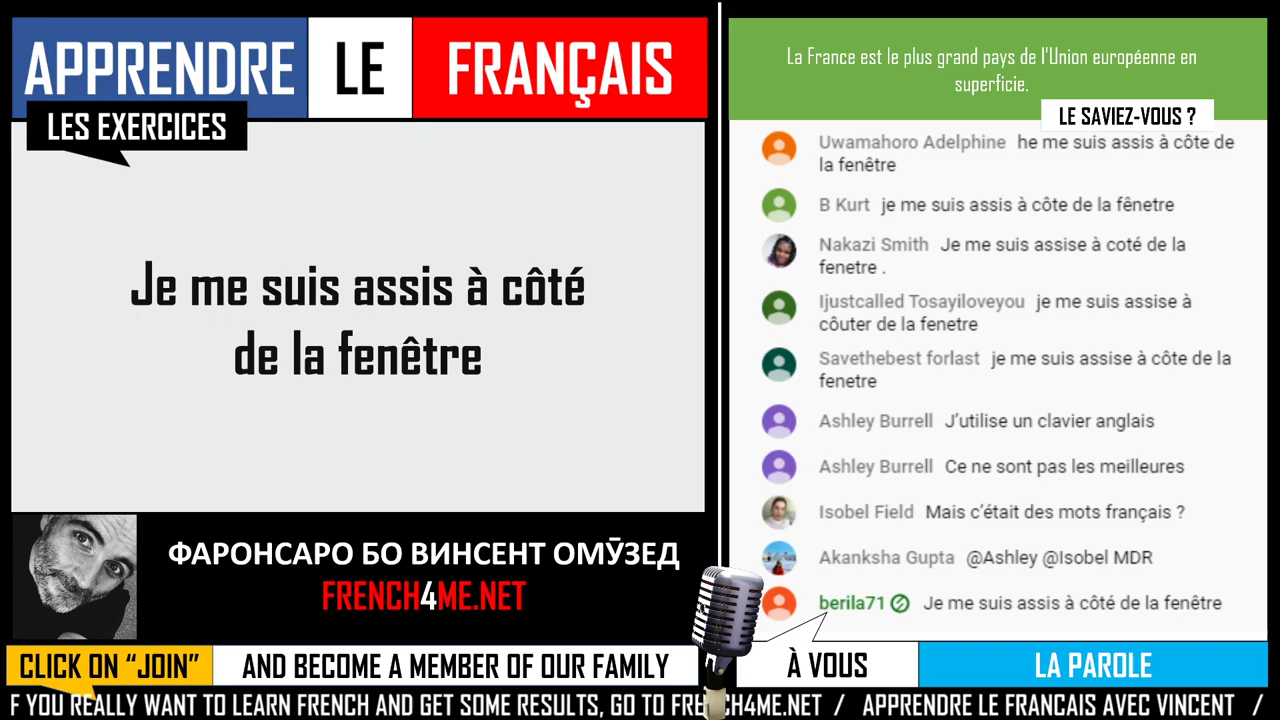 APPRENDRE LE FRANÇAIS
LES EXERCICES
Je me suis assis à côté
de la fenêtre
ФАРОНСАРО БО ВИНСЕНТ ОМӮЗЕД
FRENCH4ME.NET
CLICK ON “JOIN” AND BECOME A MEMBER OF OUR FAMILY
La France est le plus grand pays de l'Union européenne en
superficie.
LE SAVIEZ-VOUS ?
Uwamahoro Adelphine he me suis assis à côte de
la fenêtre
B Kurt je me suis assis à côte de la fênetre
Nakazi Smith Je me suis assise à coté de la
fenetre .
Ijustcalled Tosayiloveyou je me suis assise à
côuter de la fenetre
Savethebest forlast je me suis assise à côte de la
fenetre
Ashley Burrell J’utilise un clavier anglais
Ashley Burrell Ce ne sont pas les meilleures
Isobel Field Mais c’était des mots français ?
Akanksha Gupta @Ashley @Isobel MDR
berila71 Je me suis assis à côté de la fenêtre
À VOUS LA PAROLE
F YOU REALLY WANT TO LEARN FRENCH AND GET SOME RESULTS, GO TO FRENCH4ME.NET / APPRENDRE LE FRANCAIS AVEC VINCENT /